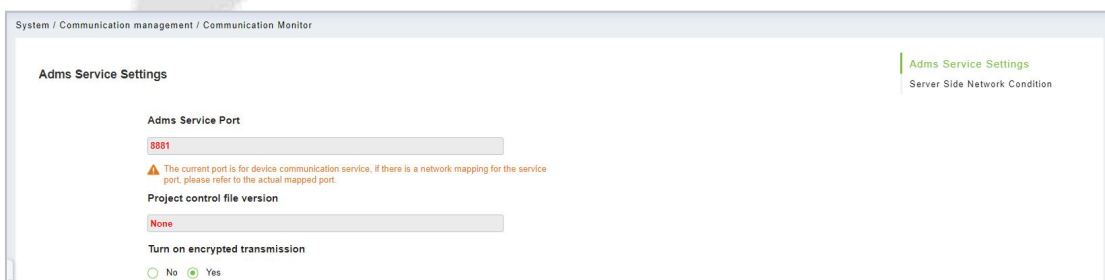 System / Communication management / Communication Monitor
Adms Service Settings
Adms Service Settings
Server Side Network Condition
Adms Service Port
8881
The current port is for device communication service, if there is a network mapping for the service
port, please refer to the actual mapped port.
Project control file version
None
Turn on encrypted transmission
No Yes